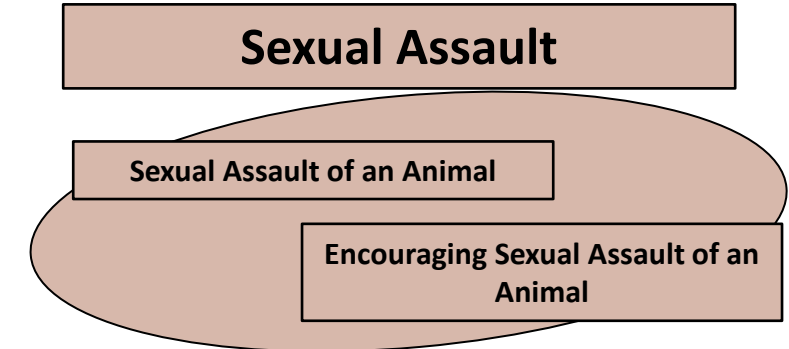 Sexual Assault
Sexual Assault of an Animal
Encouraging Sexual Assault of an
Animal